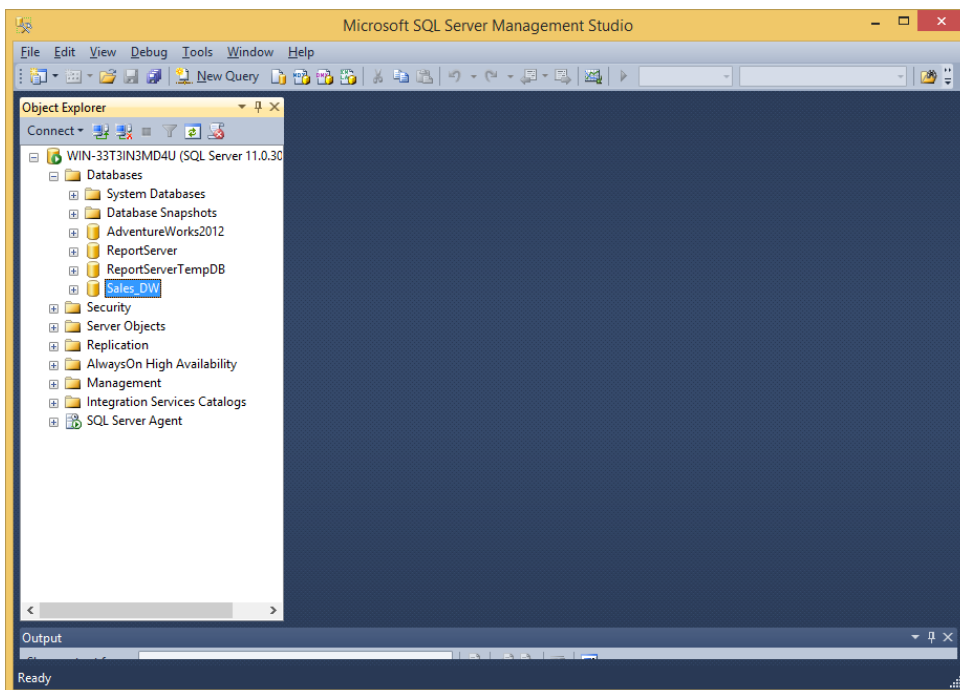 Microsoft SQL Server Management Studio
File Edit View Debug Tools Window Help
New Query
Object Explorer
Connect
WIN-33T3IN3MD4U (SQL Server 11.0.30
Databases
System Databases
Database Snapshots
AdventureWorks2012
ReportServer
ReportServerTempDB
Sales_DW
Security
Server Objects
Replication
AlwaysOn High Availability
Management
Integration Services Catalogs
SQL Server Agent
Output
Ready